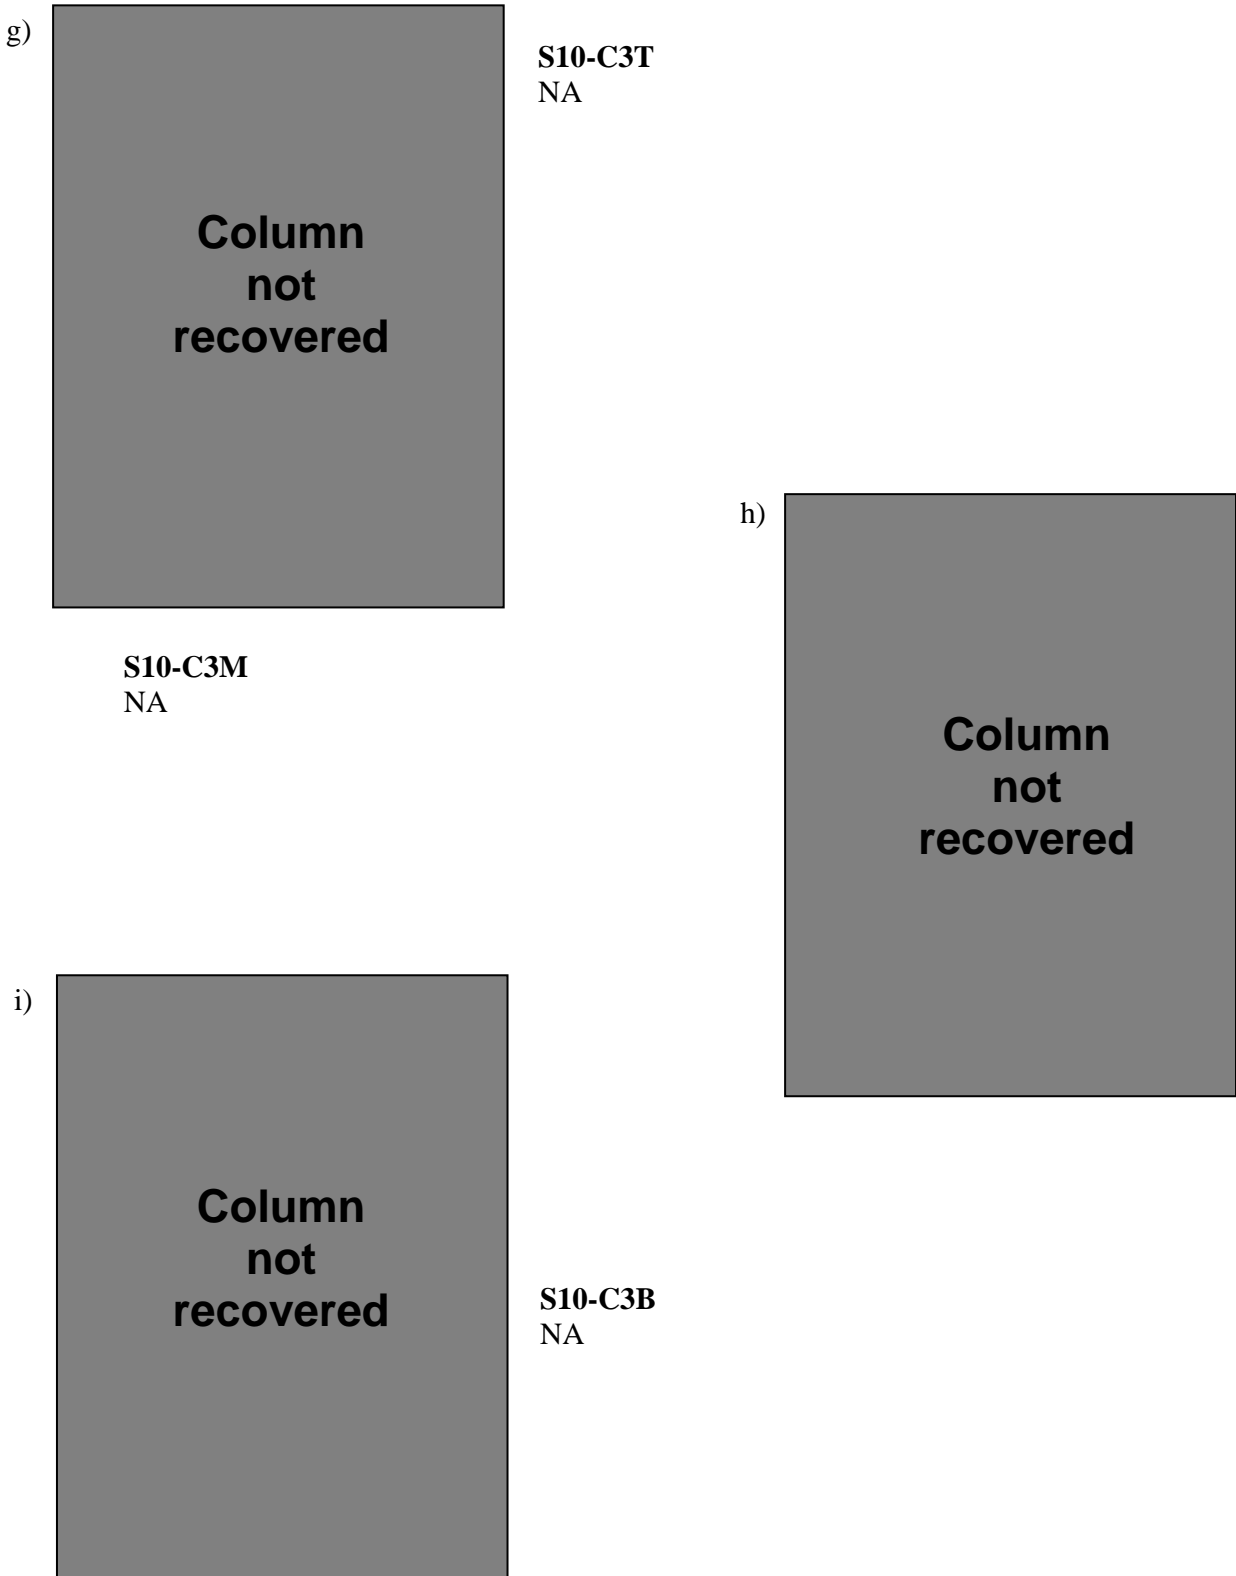 g)
S10-C3T
NA
Column
not
recovered
h)
S10-C3M
NA
Column
not
recovered
i)
Column
not
recovered
S10-C3B
NA